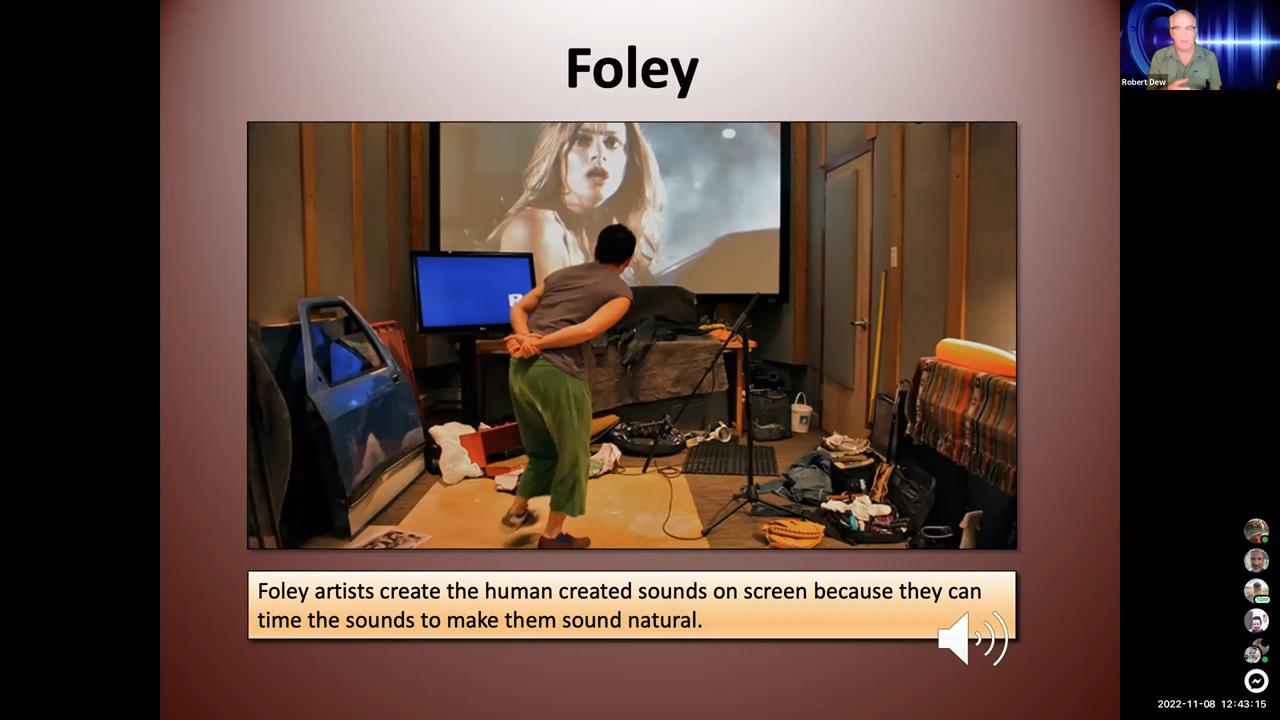 Foley
Robert Dew
Foley artists create the human created sounds on screen because they can
time the sounds to make them sound natural.
2022-11-08 12:43:15